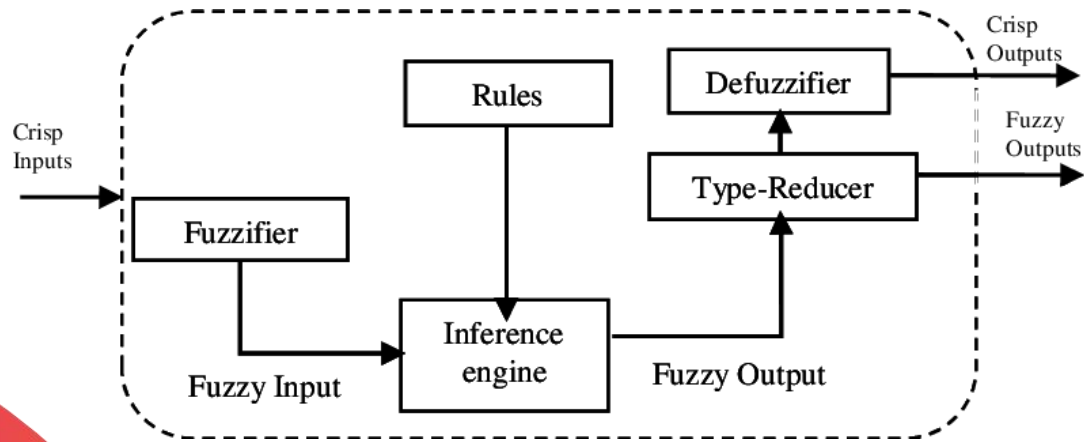 Crisp
Inputs
Fuzzifier
Fuzzy Input
Rules
Inference
engine
Fuzzy Output
Type-Reducer
Defuzzifier
Crisp
Outputs
Fuzzy
Outputs